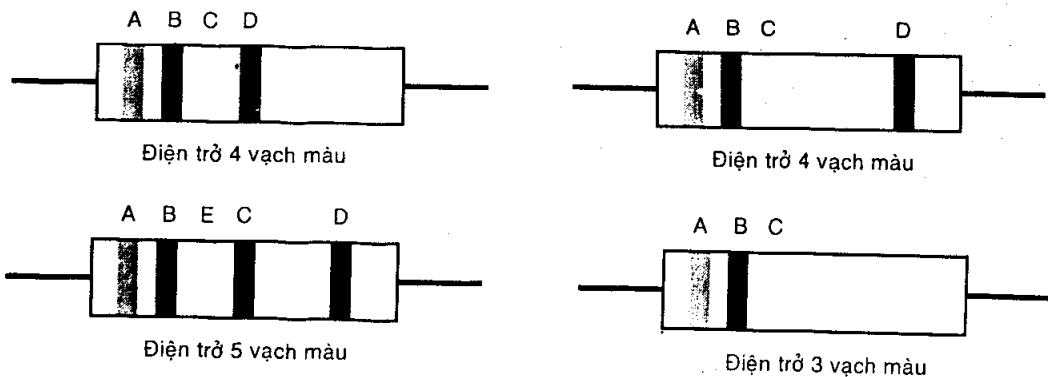 A B C D
Điện trở 4 vạch màu
A B C D
Điện trở 4 vạch màu
A B E C D
Điện trở 5 vạch màu
A B C
Điện trở 3 vạch màu